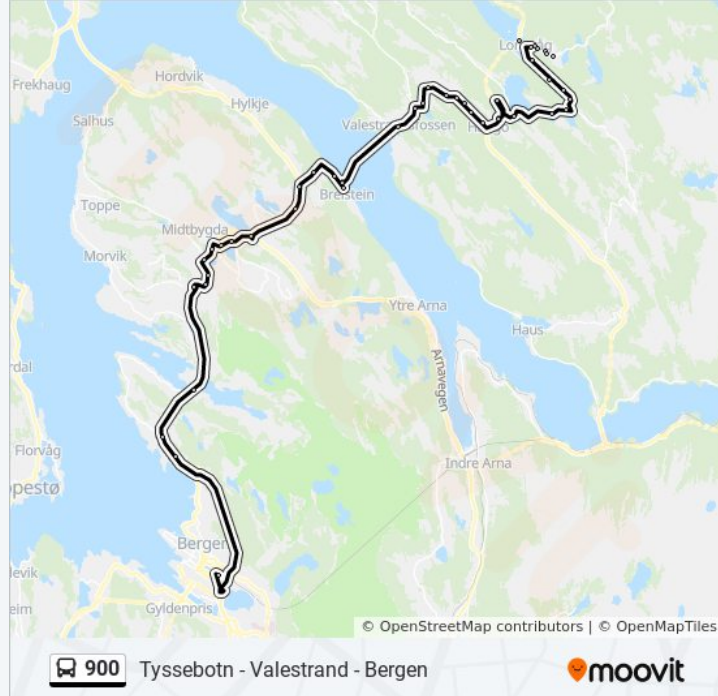 Frekhaug
Hordvik
Hylkje
Salhus
Toppe
Midtbygda
Morvik
Breistein
Ytre Arna
Haus
Arnavegen
Florvåg
Indre Arna
Bergen
Gyldenpris
© OpenStreetMap contributors | © OpenMapTiles
900 Tyssebotn - Valestrand - Bergen
moovit